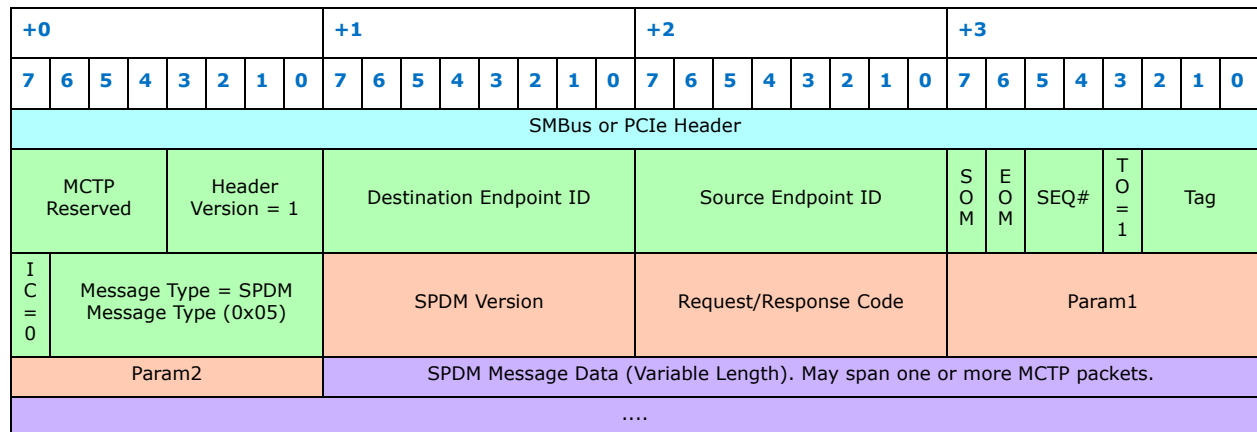 +0 +1 +2 +3
7 6 5 4 3 2 1 0 7 6 5 4 3 2 1 0 7 6 5 4 3 2 1 0 7 6 5 4 3 2 1 0
SMBus or PCIe Header
MCTP
Reserved
Header
Version = 1
Destination Endpoint ID
Source Endpoint ID
S
O
M
E
O
M
SEQ#
T
O
=
1
Tag
I
C
=
0
Message Type = SPDM
Message Type (0x05)
SPDM Version
Request/Response Code
Param1
Param2
SPDM Message Data (Variable Length). May span one or more MCTP packets.
....